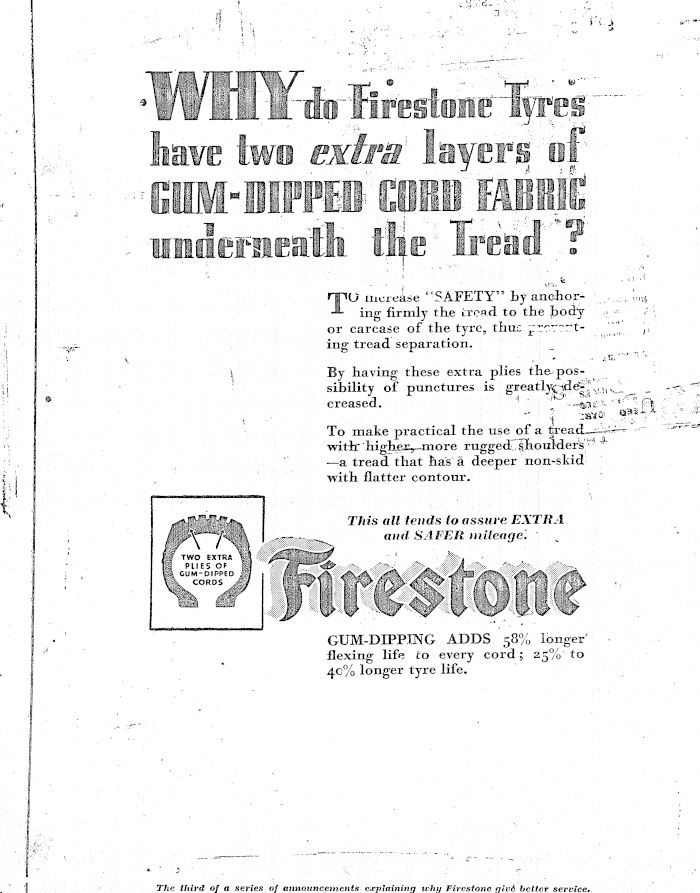 WHY do Firestone Tyres
have two extra layers of
GUM-DIPPED CORD FABRIC
underneath the Tread ?
TO increase “SAFETY” by anchor-
ing firmly the tread to the body
or carcase of the tyre, thus prevent-
ing tread separation.
By having these extra plies the pos-
sibility of punctures is greatly de-
creased.
To make practical the use of a tread
with higher, more rugged shoulders
—a tread that has a deeper non-skid
with flatter contour.
This all tends to assure EXTRA
and SAFER mileage.
TWO EXTRA
PLIES OF
GUM-DIPPED
CORDS
Firestone
GUM-DIPPING ADDS 58% longer
flexing life to every cord; 25% to
40% longer tyre life.
The third of a series of announcements explaining why Firestone give better service.